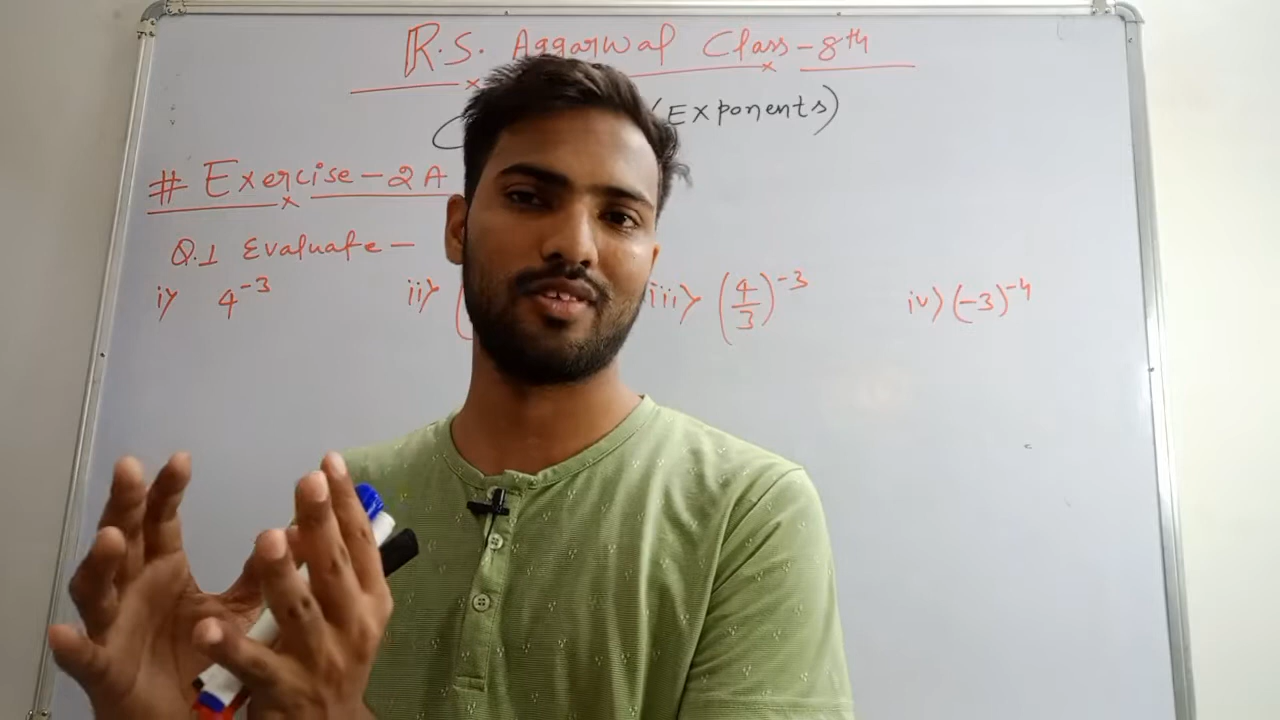 R.S. Aggarwal Class-8th
(Exponents)
# Exercise-2A
Q.1 Evaluate-
i) 4^-3 ii) ( iii) (4/3)^-3 iv) (-3)^-4